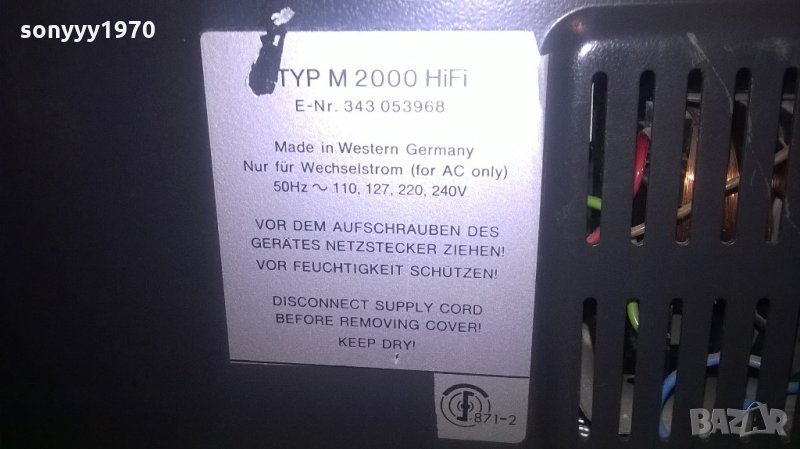 sonyyy1970
TYP M 2000 HiFi
E-Nr. 343 053968
Made in Western Germany
Nur für Wechselstrom (for AC only)
50Hz ~ 110, 127, 220, 240V
VOR DEM AUFSCHRAUBEN DES
GERÄTES NETZSTECKER ZIEHEN!
VOR FEUCHTIGKEIT SCHÜTZEN!
DISCONNECT SUPPLY CORD
BEFORE REMOVING COVER!
KEEP DRY!
871-2
BAZAR